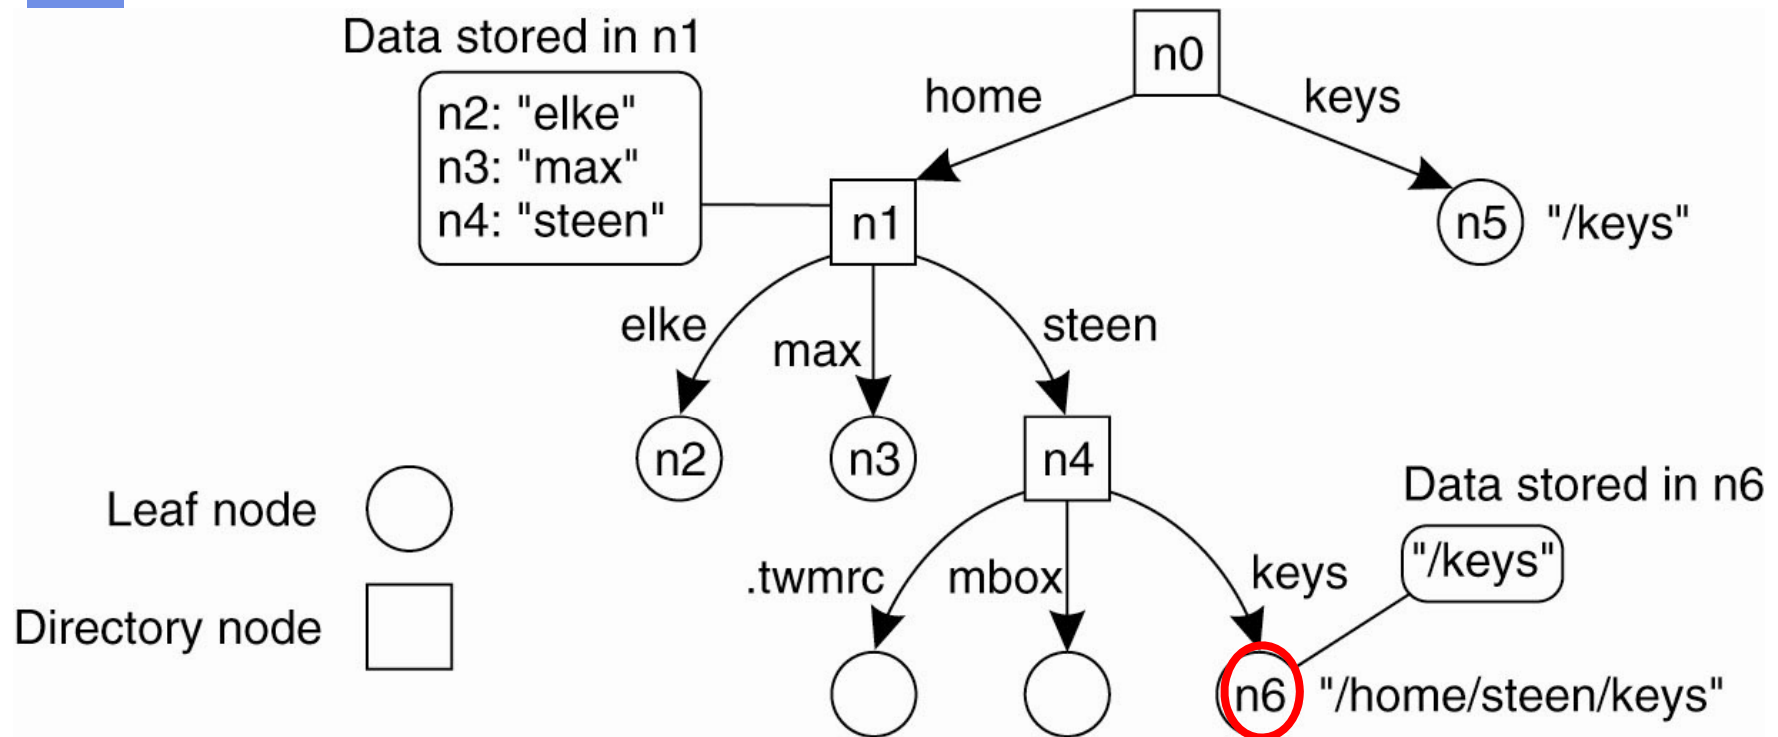 Data stored in n1
n0
home
keys
n2: "elke"
n3: "max"
n4: "steen"
n1
n5 "/keys"
elke
max
steen
n2
n3
n4
Leaf node
Data stored in n6
"/keys"
.twmrc
mbox
keys
Directory node
n6 "/home/steen/keys"